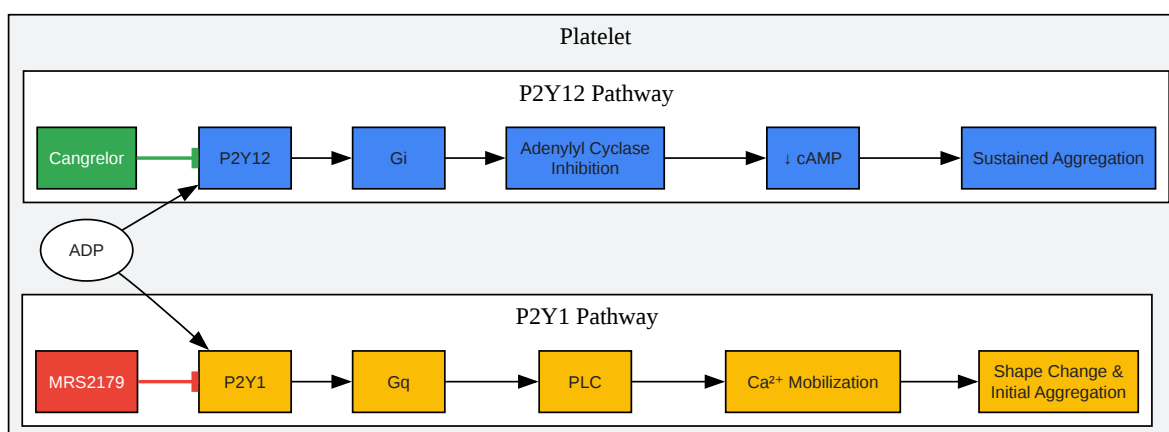 Platelet
P2Y12 Pathway
Cangrelor
P2Y12
Gi
Adenylyl Cyclase
Inhibition
↓ cAMP
Sustained Aggregation
ADP
P2Y1 Pathway
MRS2179
P2Y1
Gq
PLC
Ca²⁺ Mobilization
Shape Change &
Initial Aggregation